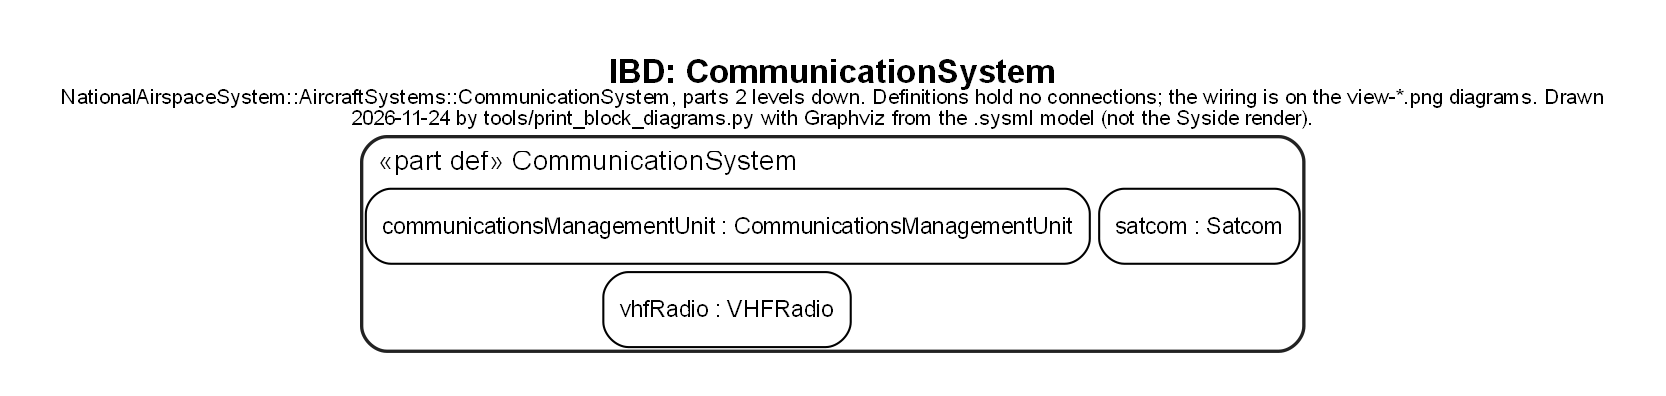 IBD: CommunicationSystem
NationalAirspaceSystem::AircraftSystems::CommunicationSystem, parts 2 levels down. Definitions hold no connections; the wiring is on the view-*.png diagrams. Drawn
2026-11-24 by tools/print_block_diagrams.py with Graphviz from the .sysml model (not the Syside render).
«part def» CommunicationSystem
communicationsManagementUnit : CommunicationsManagementUnit
satcom : Satcom
vhfRadio : VHFRadio